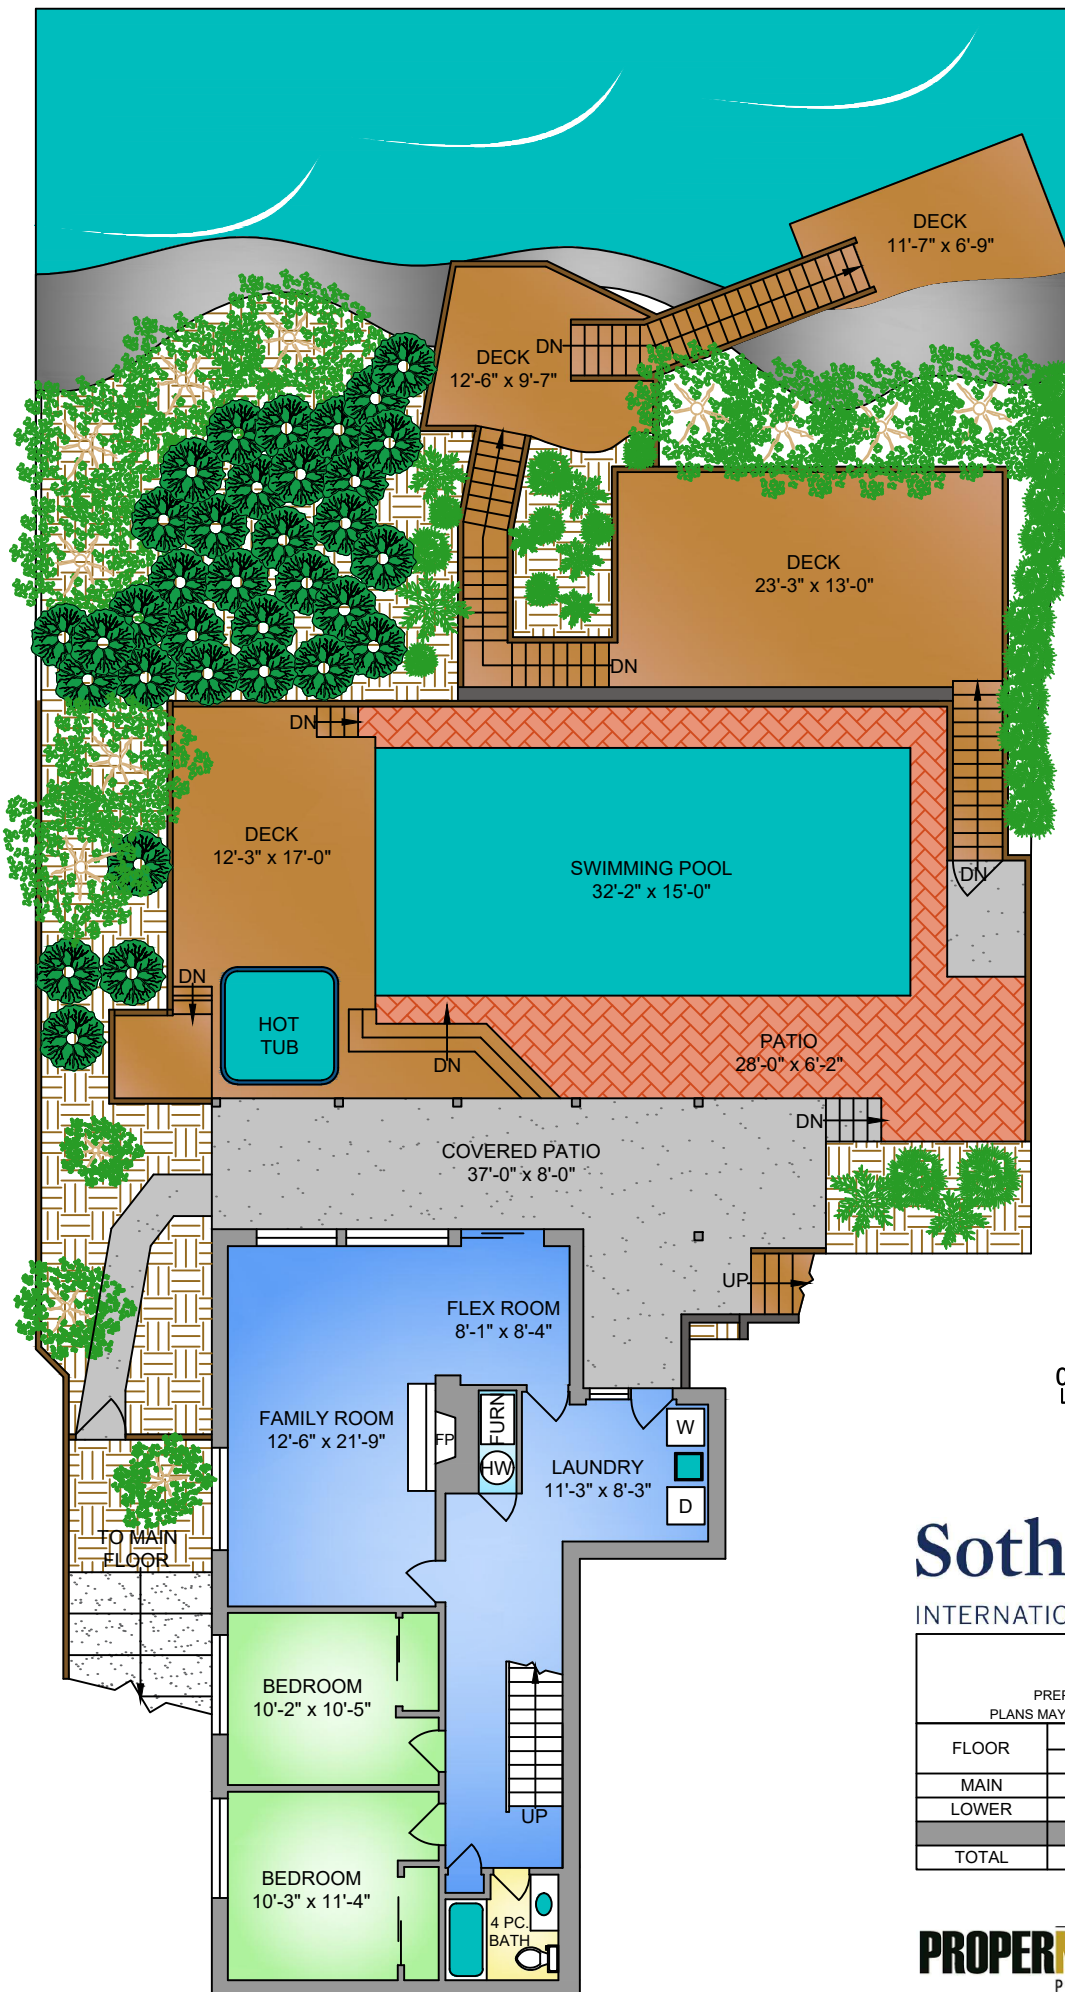 DECK
11'-7" x 6'-9"
DN
DECK
12'-6" x 9'-7"
DECK
23'-3" x 13'-0"
DN
DN
DECK
12'-3" x 17'-0"
SWIMMING POOL
32'-2" x 15'-0"
DN
DN
HOT
TUB
DN
PATIO
28'-0" x 6'-2"
DN
COVERED PATIO
37'-0" x 8'-0"
UP
FLEX ROOM
8'-1" x 8'-4"
FAMILY ROOM
12'-6" x 21'-9"
FP
FURN
HW
W
LAUNDRY
11'-3" x 8'-3"
D
TO MAIN
FLOOR
BEDROOM
10'-2" x 10'-5"
UP
BEDROOM
10'-3" x 11'-4"
4 PC.
BATH
Soth
INTERNATIO
PREP
PLANS MAY
FLOOR
MAIN
LOWER
TOTAL
PROPER
P